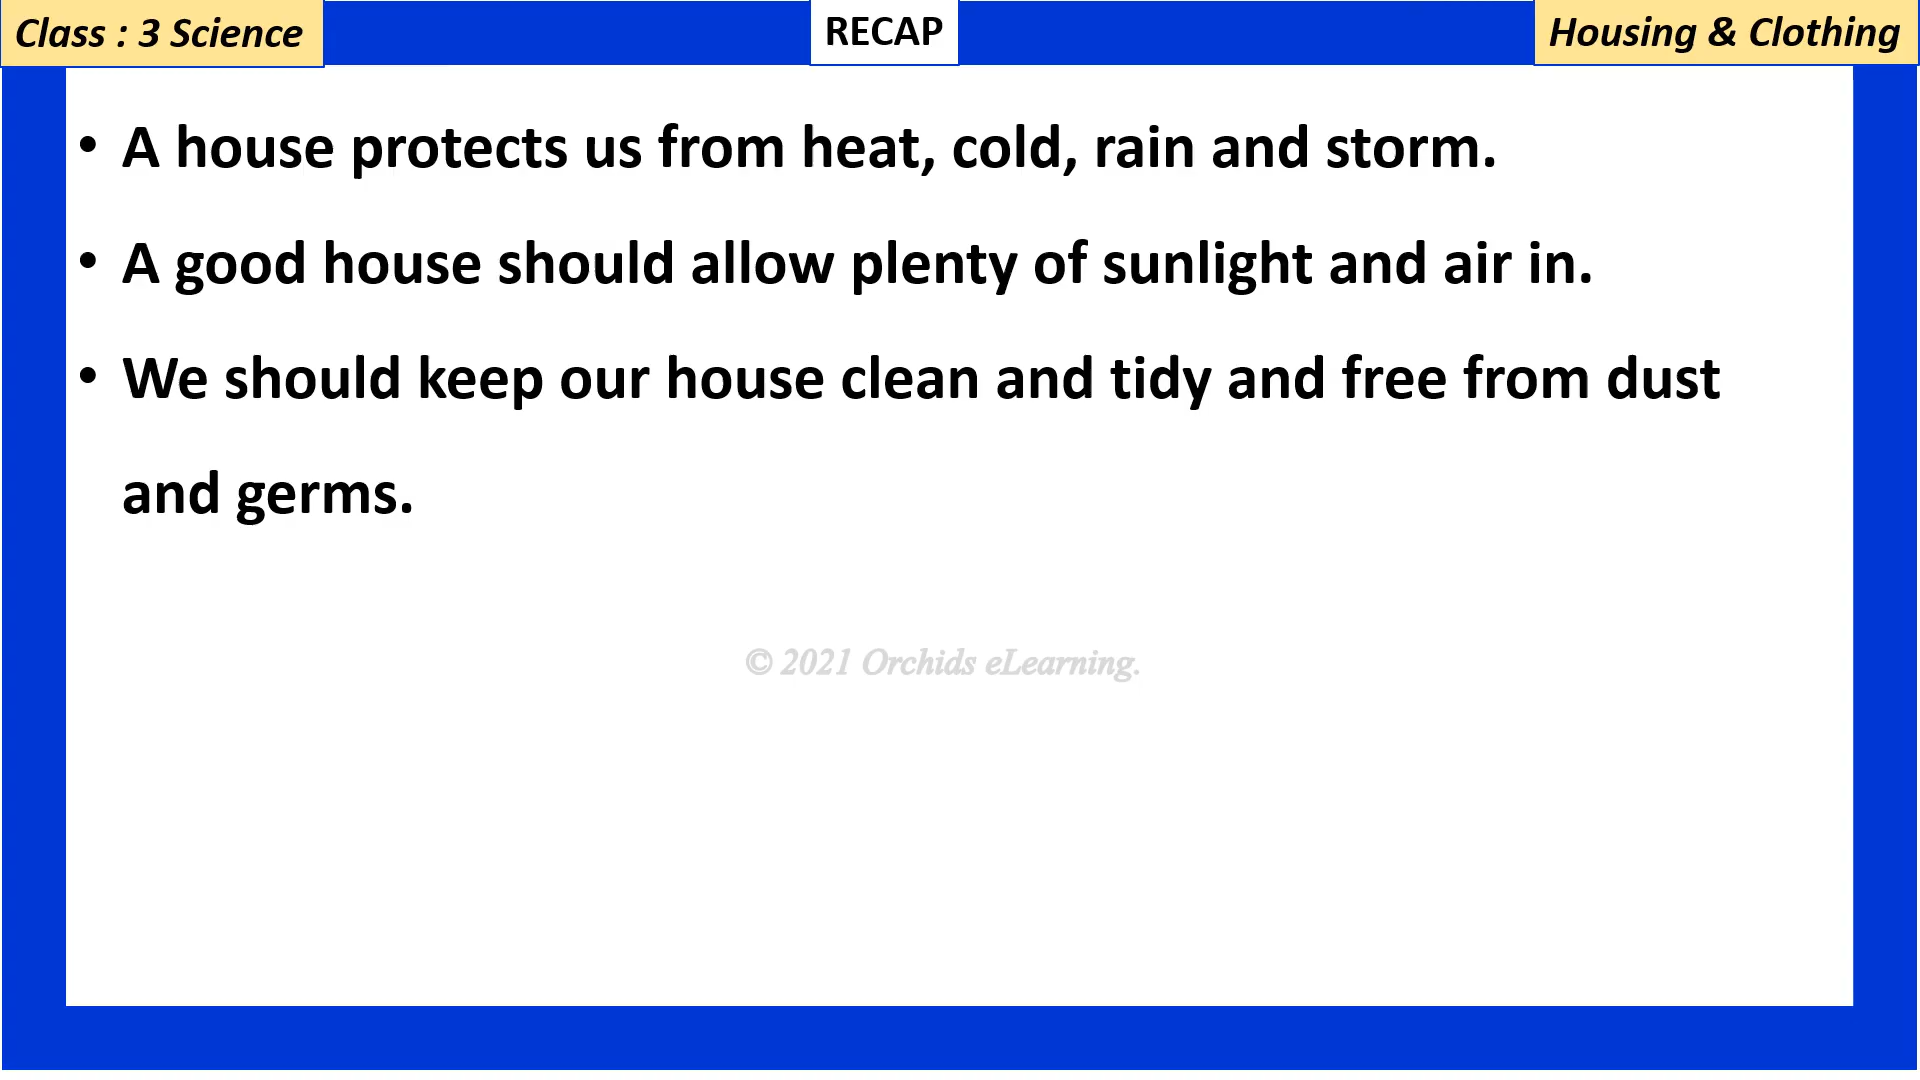 Class : 3 Science
RECAP
Housing & Clothing
• A house protects us from heat, cold, rain and storm.
• A good house should allow plenty of sunlight and air in.
• We should keep our house clean and tidy and free from dust
and germs.
© 2021 Orchids eLearning.